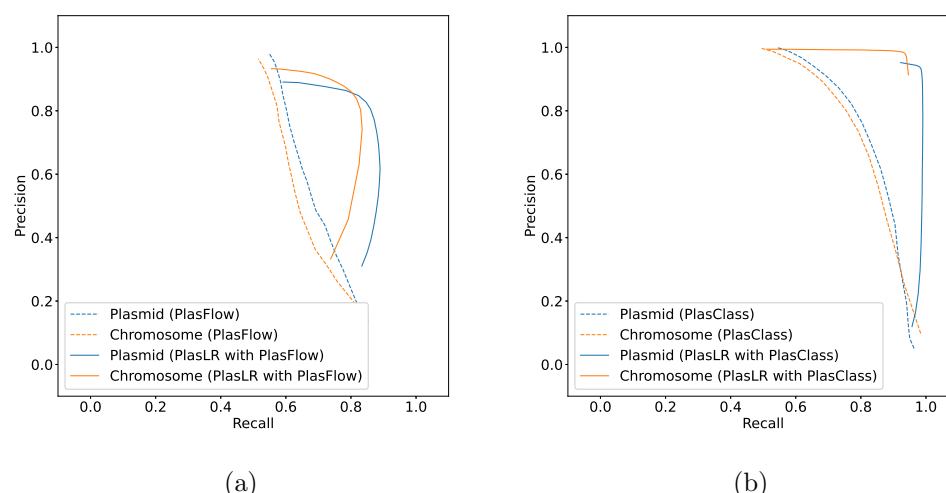 1.0
0.8
0.6
0.4
0.2
0.0
Precision
Plasmid (PlasFlow)
Chromosome (PlasFlow)
Plasmid (PlasLR with PlasFlow)
Chromosome (PlasLR with PlasFlow)
0.0 0.2 0.4 0.6 0.8 1.0
Recall
(a)
1.0
0.8
0.6
0.4
0.2
0.0
Precision
Plasmid (PlasClass)
Chromosome (PlasClass)
Plasmid (PlasLR with PlasClass)
Chromosome (PlasLR with PlasClass)
0.0 0.2 0.4 0.6 0.8 1.0
Recall
(b)